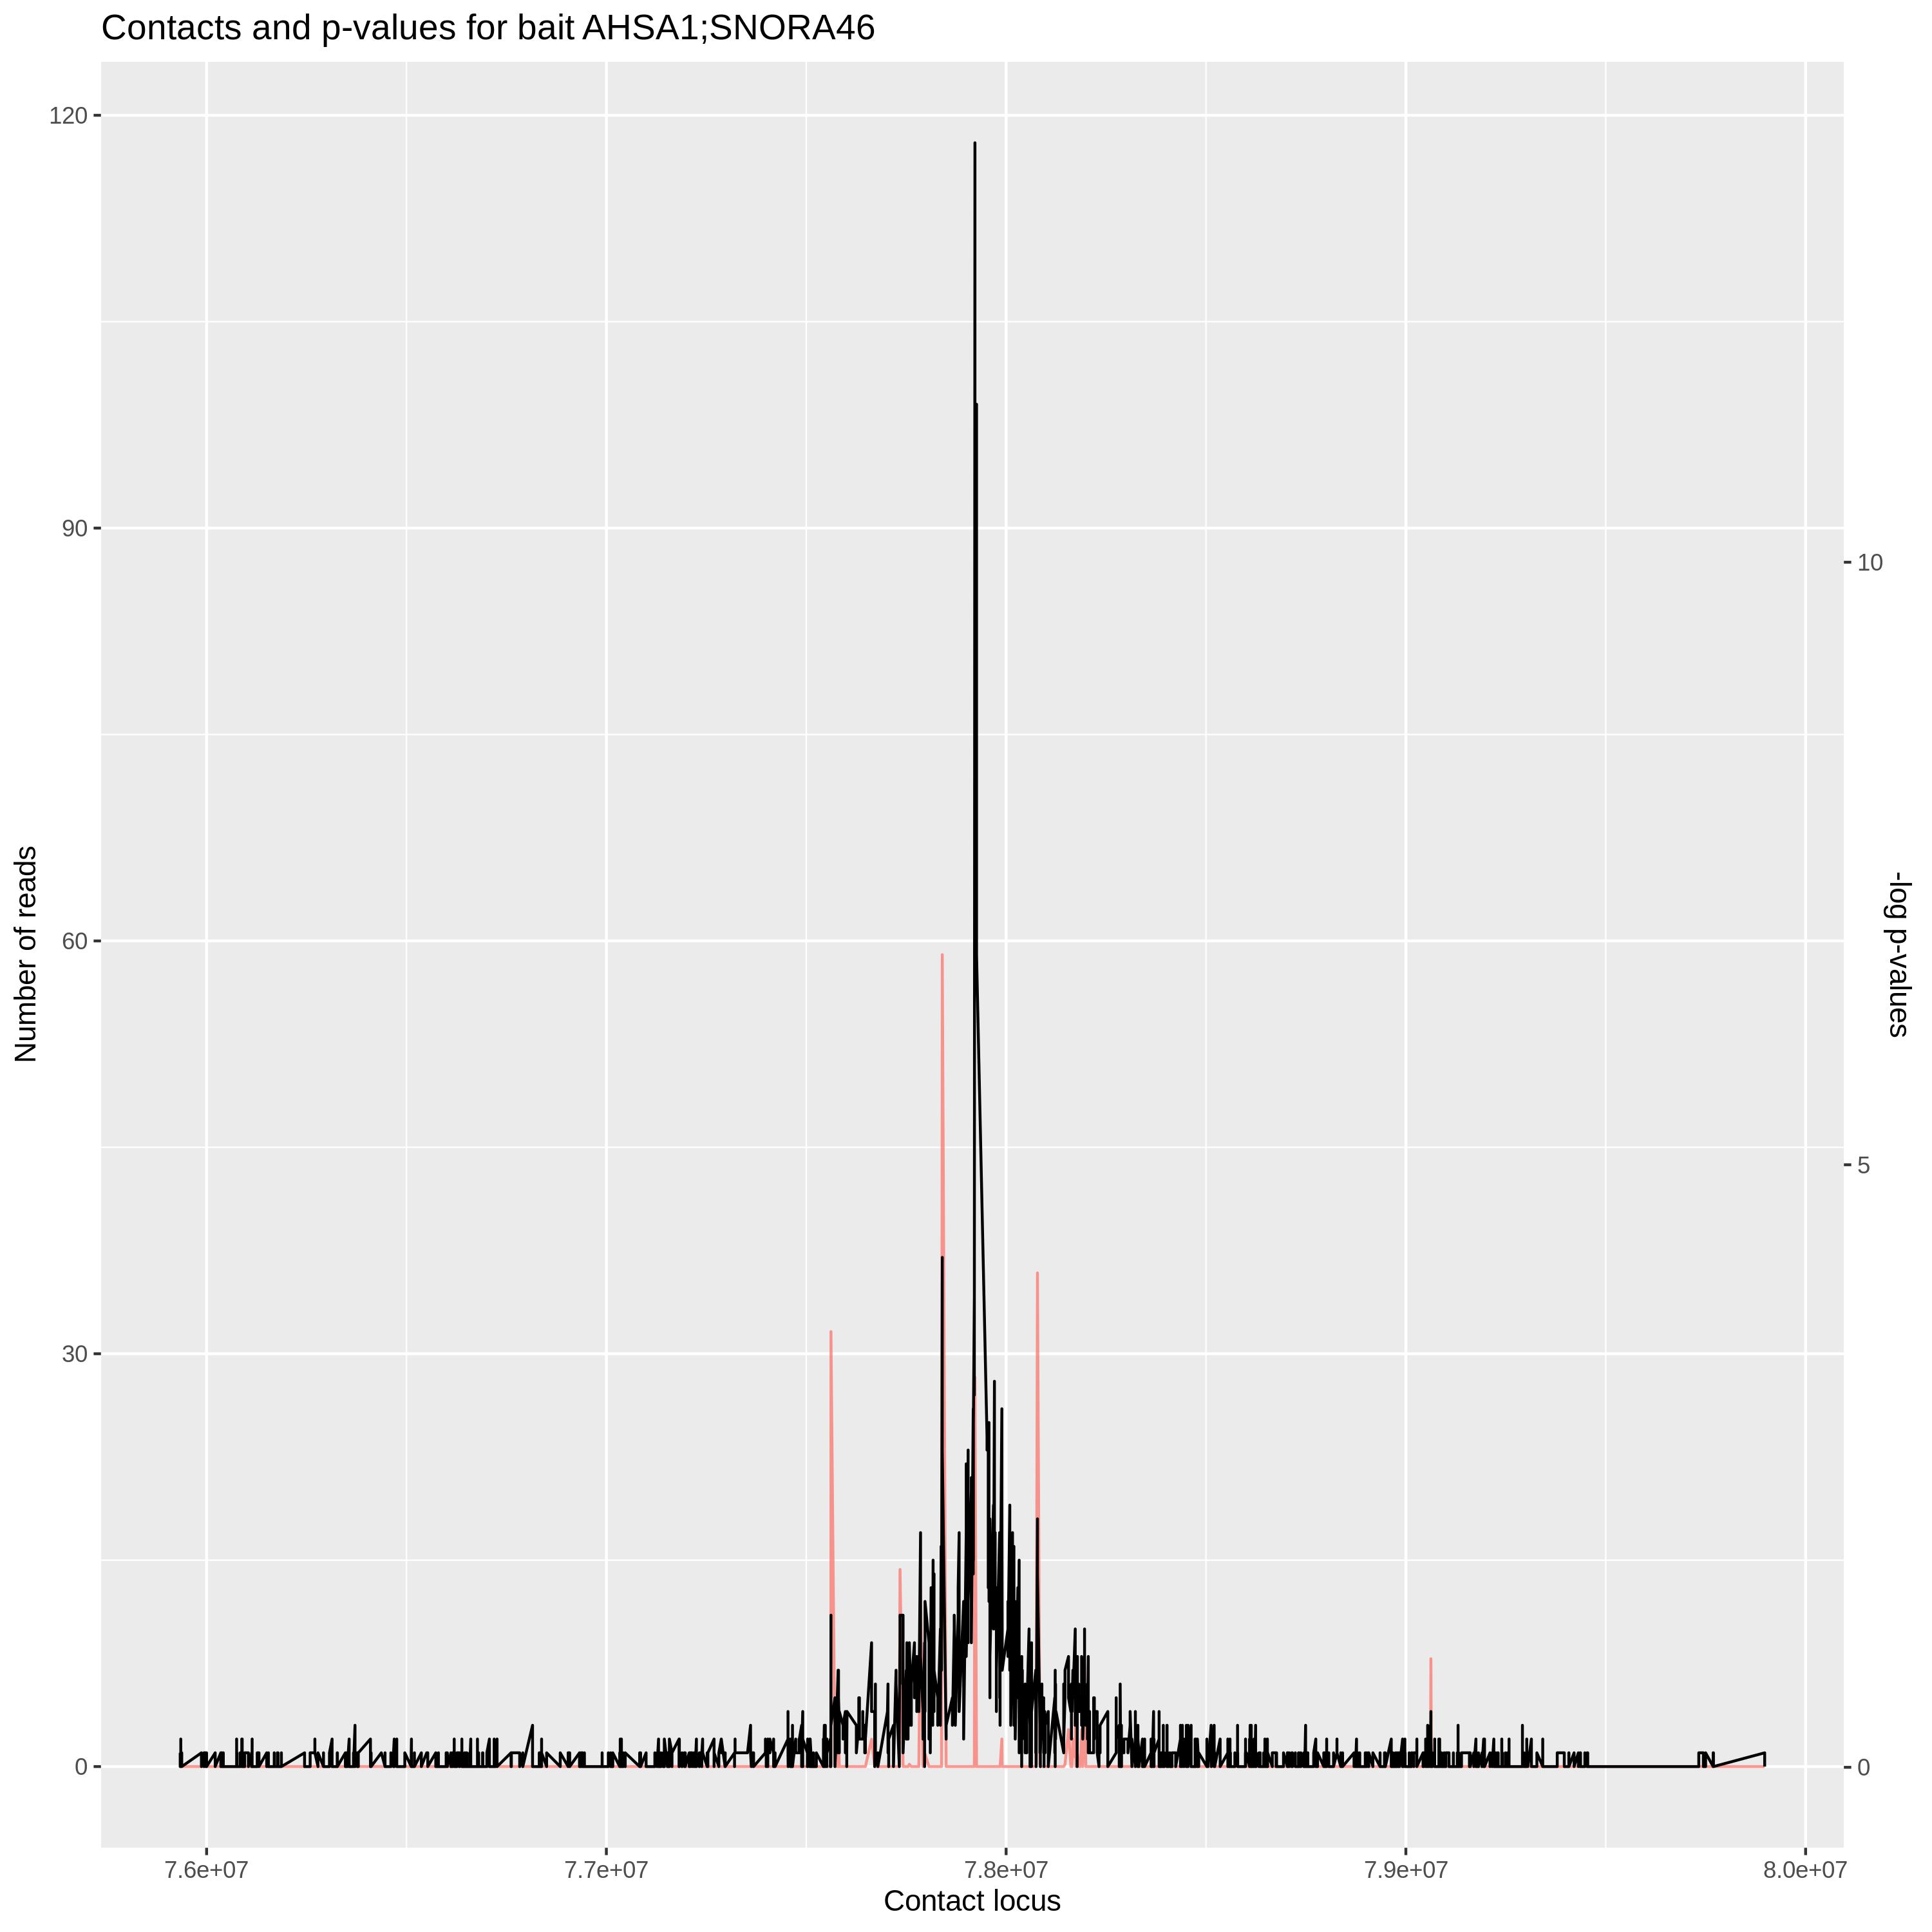 Contacts and p-values for bait AHSA1;SNORA46
120
90
60
30
0
Number of reads
10
5
0
-log p-values
7.6e+07 7.7e+07 7.8e+07 7.9e+07 8.0e+07
Contact locus